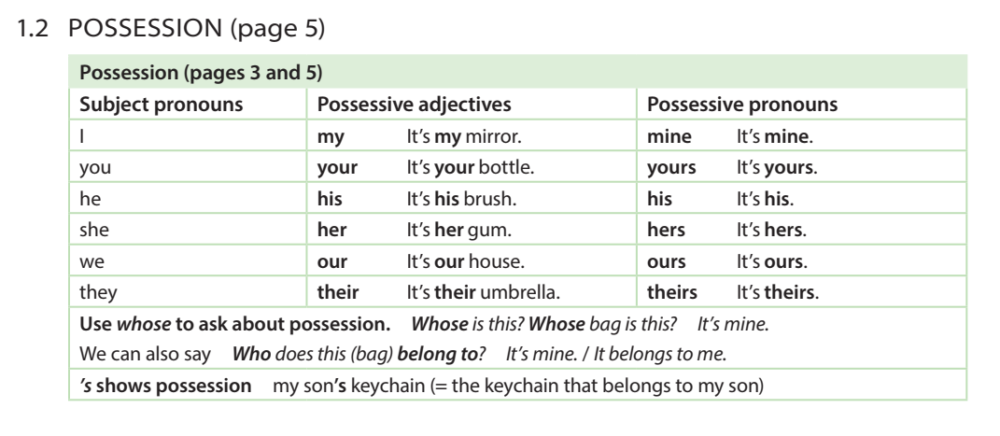 1.2 POSSESSION (page 5)
Possession (pages 3 and 5)
Subject pronouns Possessive adjectives Possessive pronouns
I my It's my mirror. mine It's mine.
you your It's your bottle. yours It's yours.
he his It's his brush. his It's his.
she her It's her gum. hers It's hers.
we our It's our house. ours It's ours.
they their It's their umbrella. theirs It's theirs.
Use whose to ask about possession. Whose is this? Whose bag is this? It's mine.
We can also say Who does this (bag) belong to? It's mine. / It belongs to me.
's shows possession my son's keychain (= the keychain that belongs to my son)